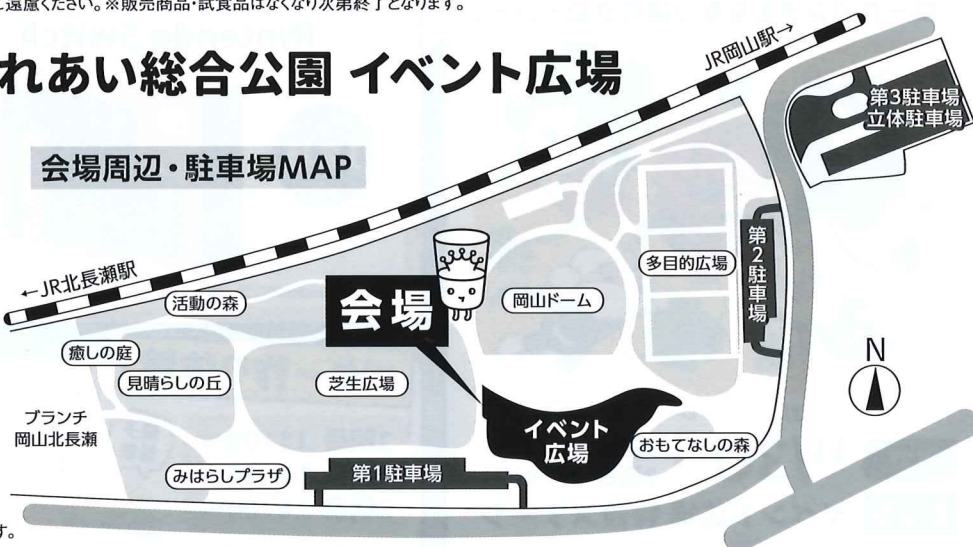 遠慮ください。※販売商品・試食品はなくなり次第終了となります。
れあい総合公園 イベント広場
会場周辺・駐車場MAP
JR岡山駅→
第3駐車場
立体駐車場
←JR北長瀬駅
活動の森
会場
岡山ドーム
多目的広場
第2駐車場
癒しの庭
見晴らしの丘
芝生広場
N
ブランチ
岡山北長瀬
イベント
広場
おもてなしの森
みはらしプラザ
第1駐車場
す。